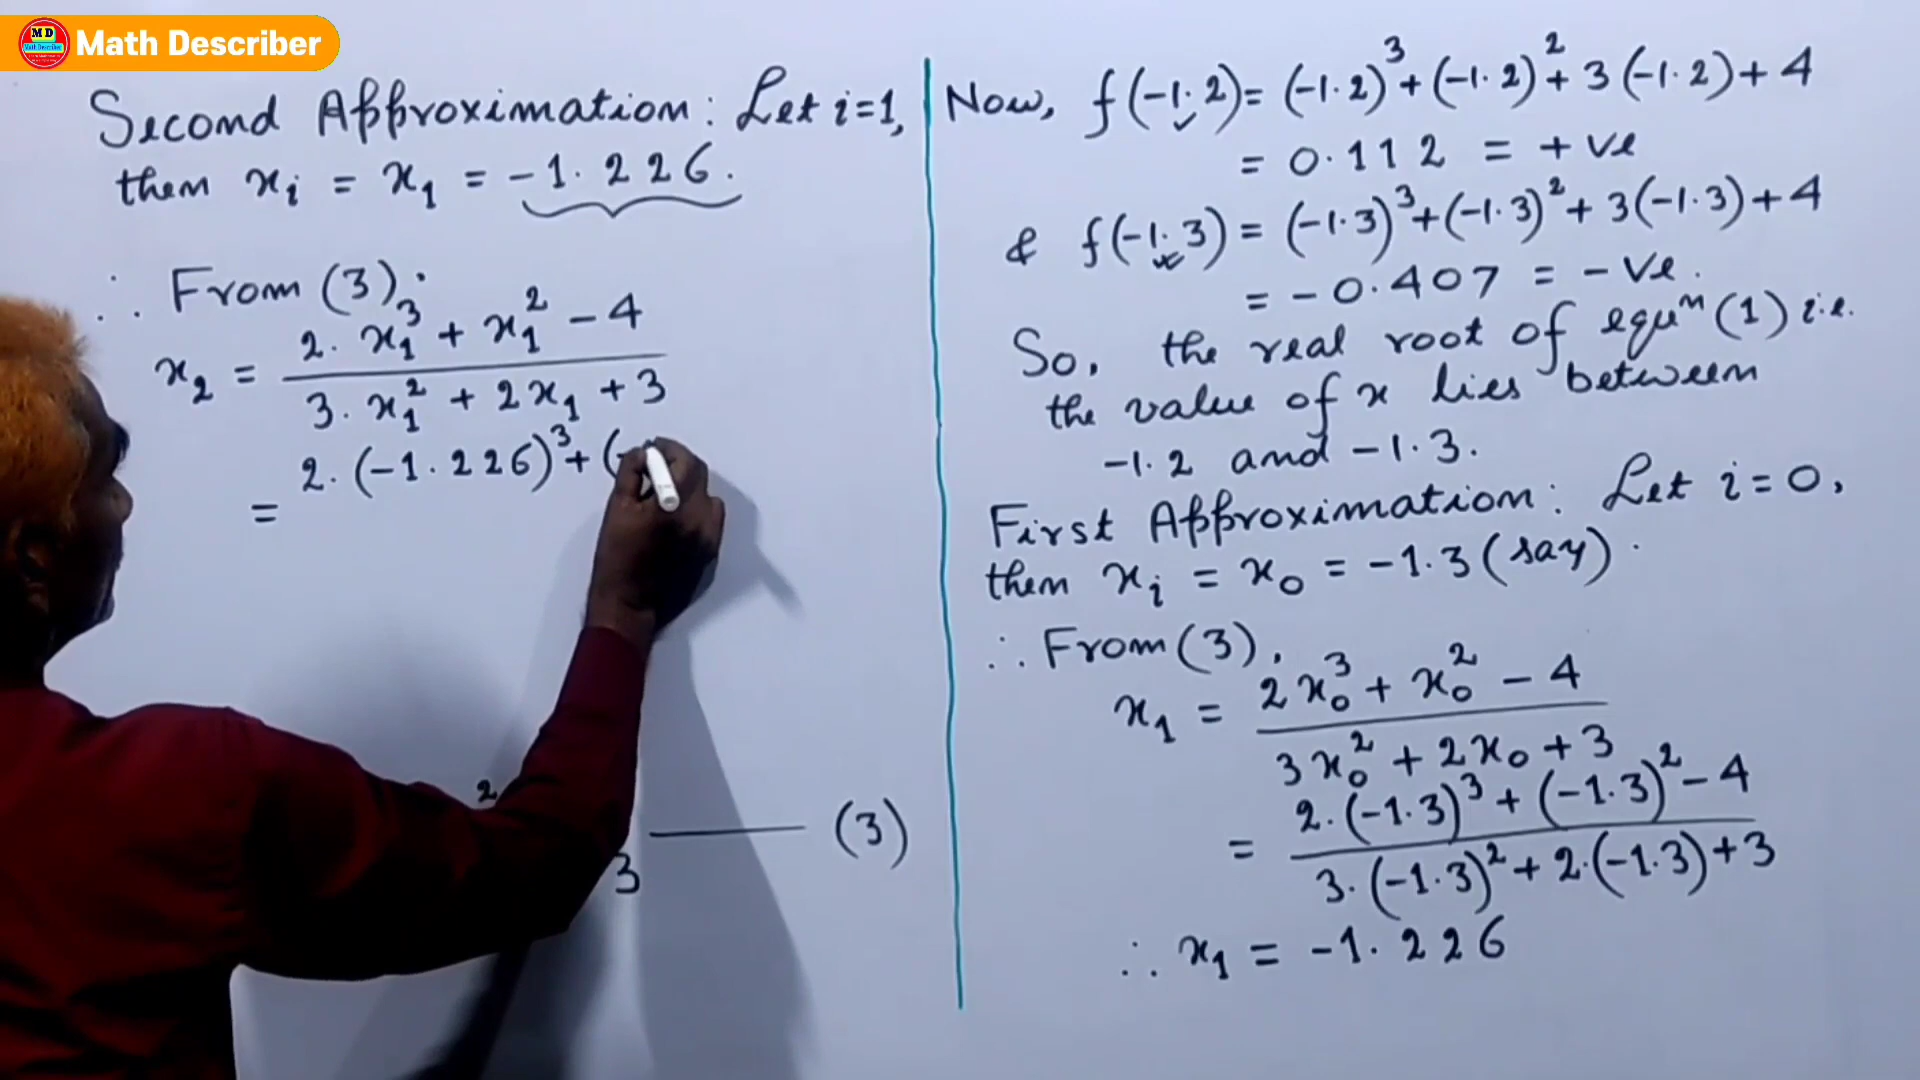 MD
Math Describer
Math Describer
Second Approximation: Let i=1,
then xᵢ = x₁ = -1.226.
∴ From (3),
x₂ = (2.x₁³ + x₁² - 4) / (3.x₁² + 2x₁ + 3)
= 2.(-1.226)³ + (-
2
3 ——— (3)
Now, f(-1.2) = (-1.2)³ + (-1.2)² + 3(-1.2) + 4
= 0.112 = +ve
& f(-1.3) = (-1.3)³ + (-1.3)² + 3(-1.3) + 4
= -0.407 = -ve.
So, the real root of equⁿ (1) i.e.
the value of x lies between
-1.2 and -1.3.
First Approximation: Let i=0,
then xᵢ = x₀ = -1.3 (say).
∴ From (3),
x₁ = (2x₀³ + x₀² - 4) / (3x₀² + 2x₀ + 3)
= (2.(-1.3)³ + (-1.3)² - 4) / (3.(-1.3)² + 2.(-1.3) + 3)
∴ x₁ = -1.226